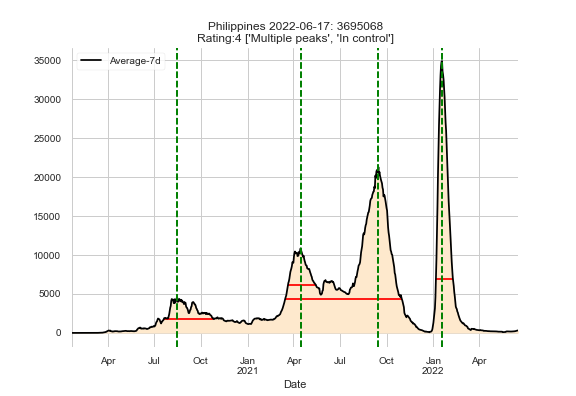 Philippines 2022-06-17: 3695068
Rating:4 ['Multiple peaks', 'In control']
Average-7d
35000
30000
25000
20000
15000
10000
5000
0
Apr Jul Oct Jan Apr Jul Oct Jan Apr
2021 2022
Date